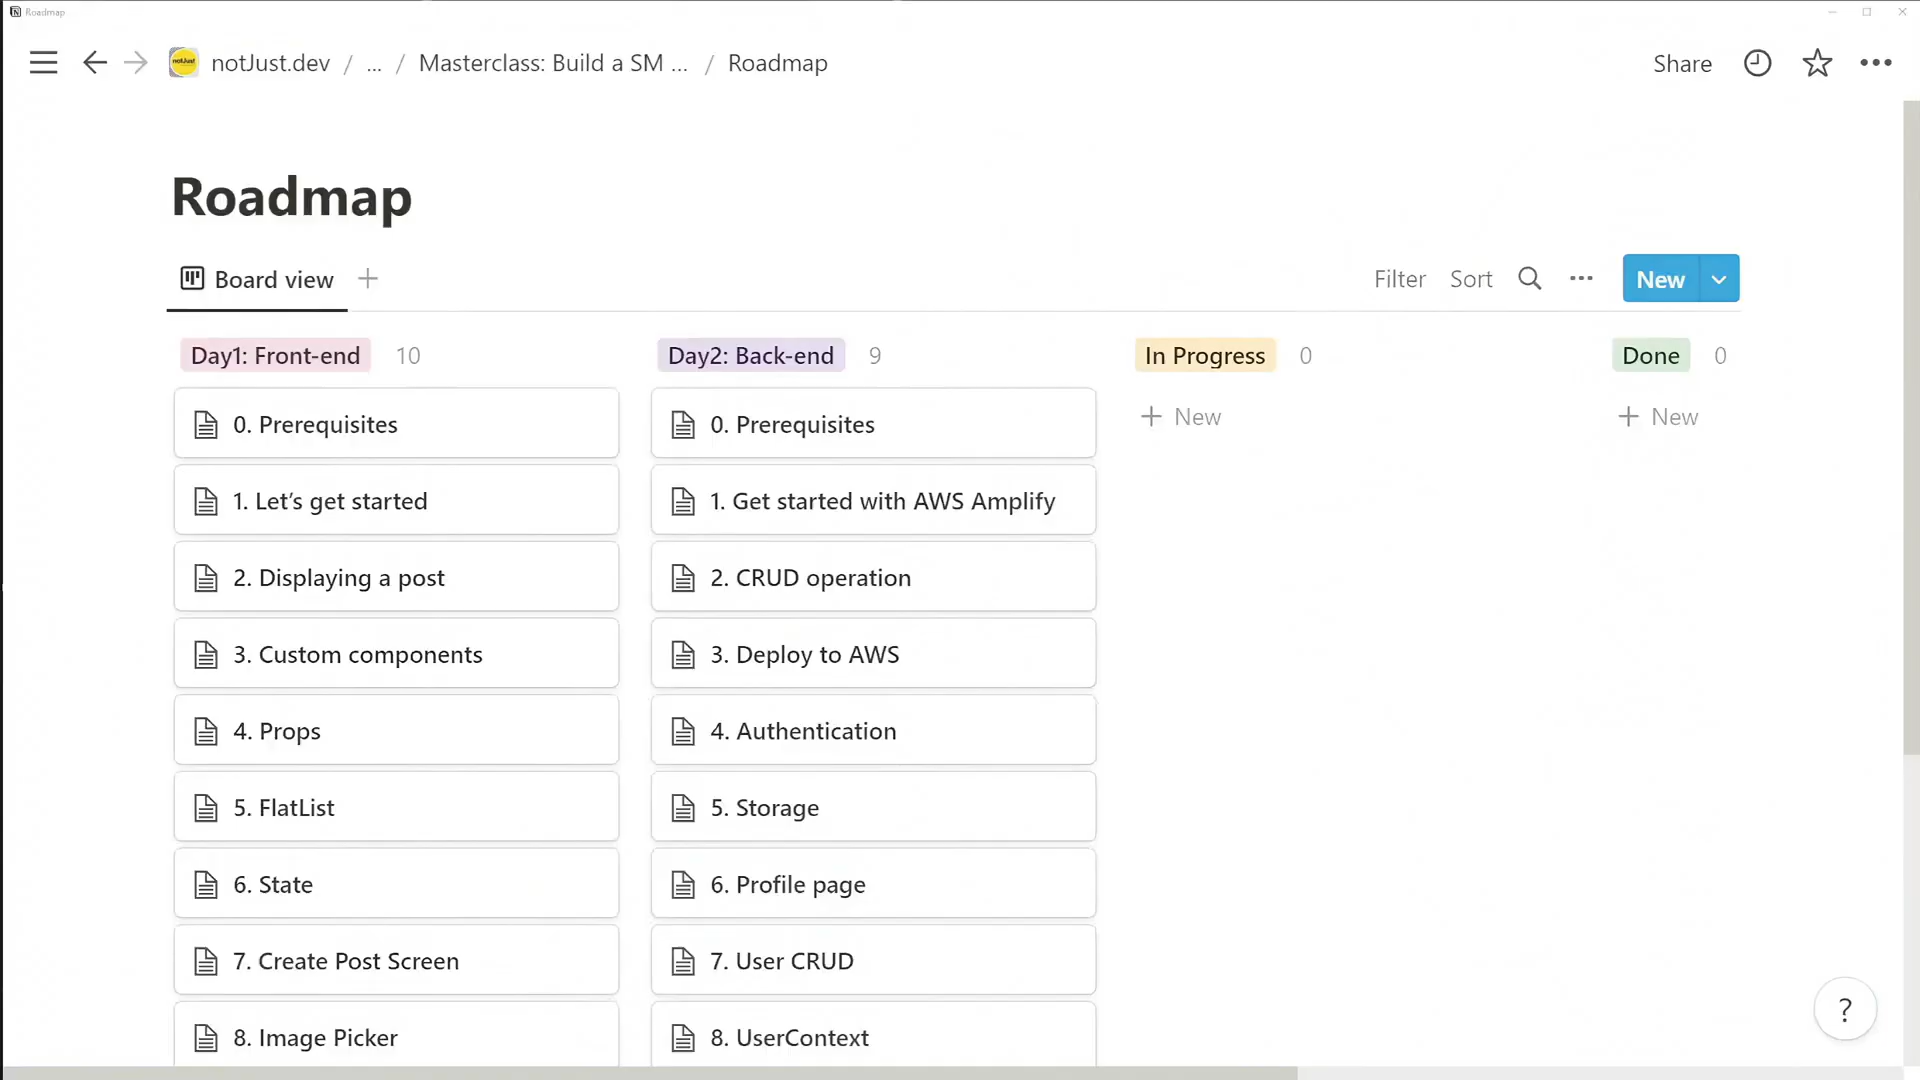 Roadmap
notJust.dev / ... / Masterclass: Build a SM ... / Roadmap
Share
Roadmap
Board view
Filter Sort New
Day1: Front-end 10
0. Prerequisites
1. Let’s get started
2. Displaying a post
3. Custom components
4. Props
5. FlatList
6. State
7. Create Post Screen
8. Image Picker
Day2: Back-end 9
0. Prerequisites
1. Get started with AWS Amplify
2. CRUD operation
3. Deploy to AWS
4. Authentication
5. Storage
6. Profile page
7. User CRUD
8. UserContext
In Progress 0
+ New
Done 0
+ New
?